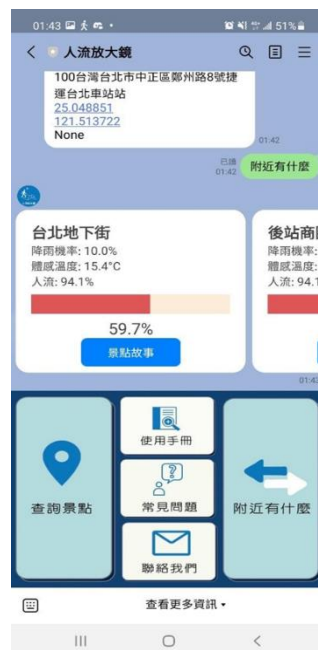 01:43
51%
人流放大鏡
100台灣台北市中正區鄭州路8號捷
運台北車站站
25.048851
121.513722
None
01:42
已讀
01:42
附近有什麼
台北地下街
降雨機率: 10.0%
體感溫度: 15.4°C
人流: 94.1%
59.7%
景點故事
後站商
降雨機率:
體感溫度:
人流: 94.1
01:42
查詢景點
使用手冊
常見問題
聯絡我們
附近有什麼
查看更多資訊